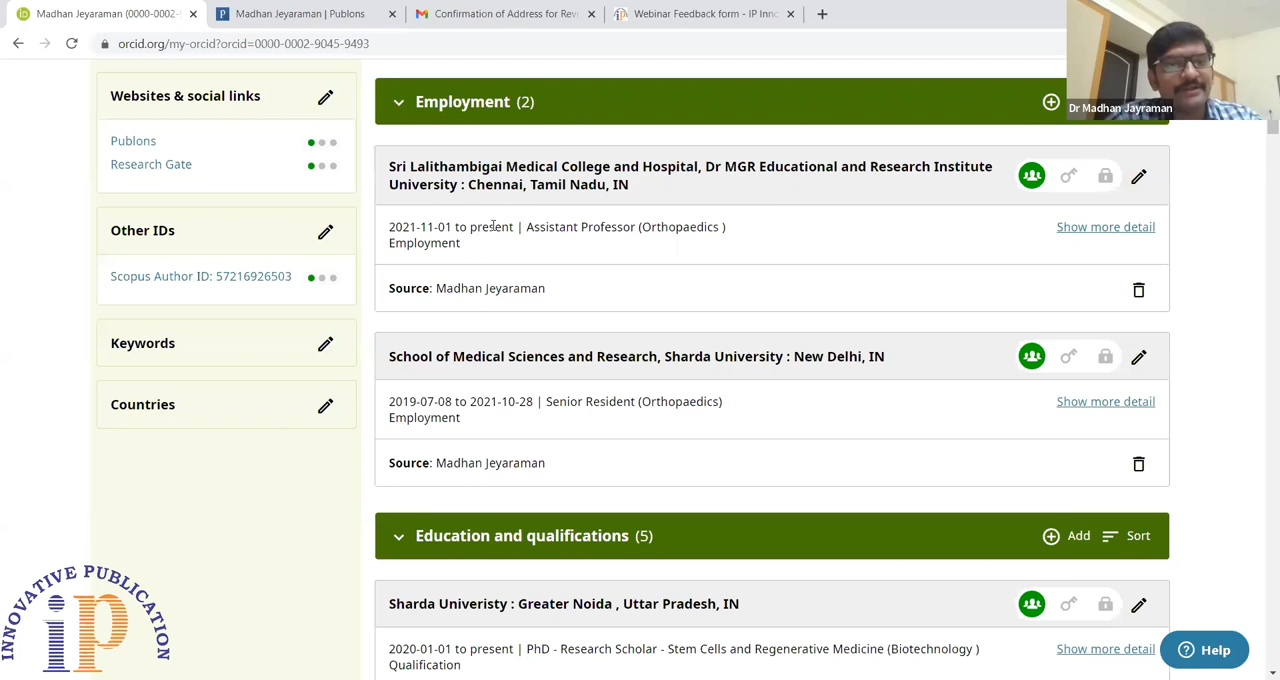 Madhan Jeyaraman (0000-0002-
Madhan Jeyaraman | Publons
Confirmation of Address for Rev
Webinar Feedback form - IP Inno
orcid.org/my-orcid?orcid=0000-0002-9045-9493
Dr Madhan Jayraman
Websites & social links
Publons
Research Gate
Other IDs
Scopus Author ID: 57216926503
Keywords
Countries
Employment (2)
Sri Lalithambigai Medical College and Hospital, Dr MGR Educational and Research Institute
University : Chennai, Tamil Nadu, IN
2021-11-01 to present | Assistant Professor (Orthopaedics )
Show more detail
Employment
Source: Madhan Jeyaraman
School of Medical Sciences and Research, Sharda University : New Delhi, IN
2019-07-08 to 2021-10-28 | Senior Resident (Orthopaedics)
Show more detail
Employment
Source: Madhan Jeyaraman
Education and qualifications (5)
Add
Sort
Sharda Univeristy : Greater Noida , Uttar Pradesh, IN
2020-01-01 to present | PhD - Research Scholar - Stem Cells and Regenerative Medicine (Biotechnology )
Show more detail
Qualification
Help
INNOVATIVE PUBLICATION
iP